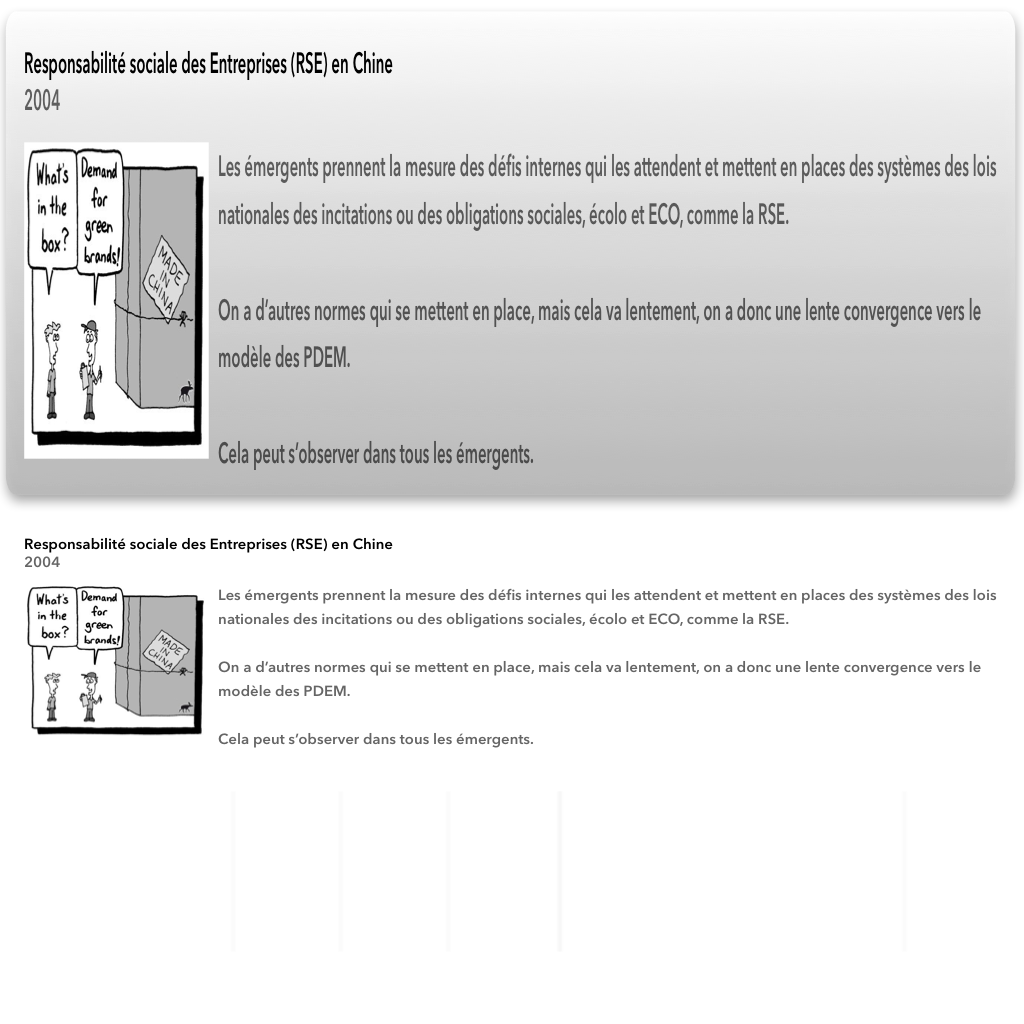 Responsabilité sociale des Entreprises (RSE) en Chine
2004
What's
in the
box?
Demand
for
green
brands!
MADE
IN
CHINA
Les émergents prennent la mesure des défis internes qui les attendent et mettent en places des systèmes des lois
nationales des incitations ou des obligations sociales, écolo et ECO, comme la RSE.
On a d’autres normes qui se mettent en place, mais cela va lentement, on a donc une lente convergence vers le
modèle des PDEM.
Cela peut s’observer dans tous les émergents.
Responsabilité sociale des Entreprises (RSE) en Chine
2004
What's
in the
box?
Demand
for
green
brands!
MADE
IN
CHINA
Les émergents prennent la mesure des défis internes qui les attendent et mettent en places des systèmes des lois
nationales des incitations ou des obligations sociales, écolo et ECO, comme la RSE.
On a d’autres normes qui se mettent en place, mais cela va lentement, on a donc une lente convergence vers le
modèle des PDEM.
Cela peut s’observer dans tous les émergents.